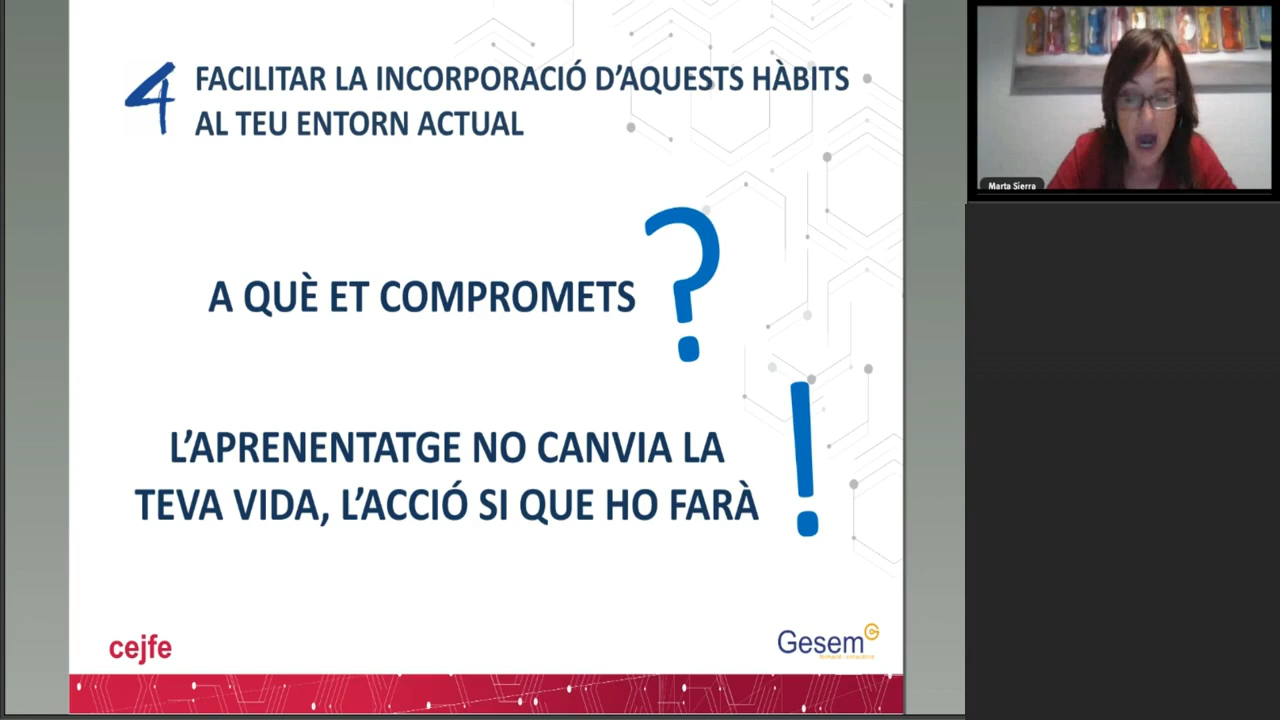 4
FACILITAR LA INCORPORACIÓ D'AQUESTS HÀBITS
AL TEU ENTORN ACTUAL
A QUÈ ET COMPROMETS
?
L'APRENENTATGE NO CANVIA LA
TEVA VIDA, L'ACCIÓ SI QUE HO FARÀ
!
cejfe
Gesem
Marta Sierra